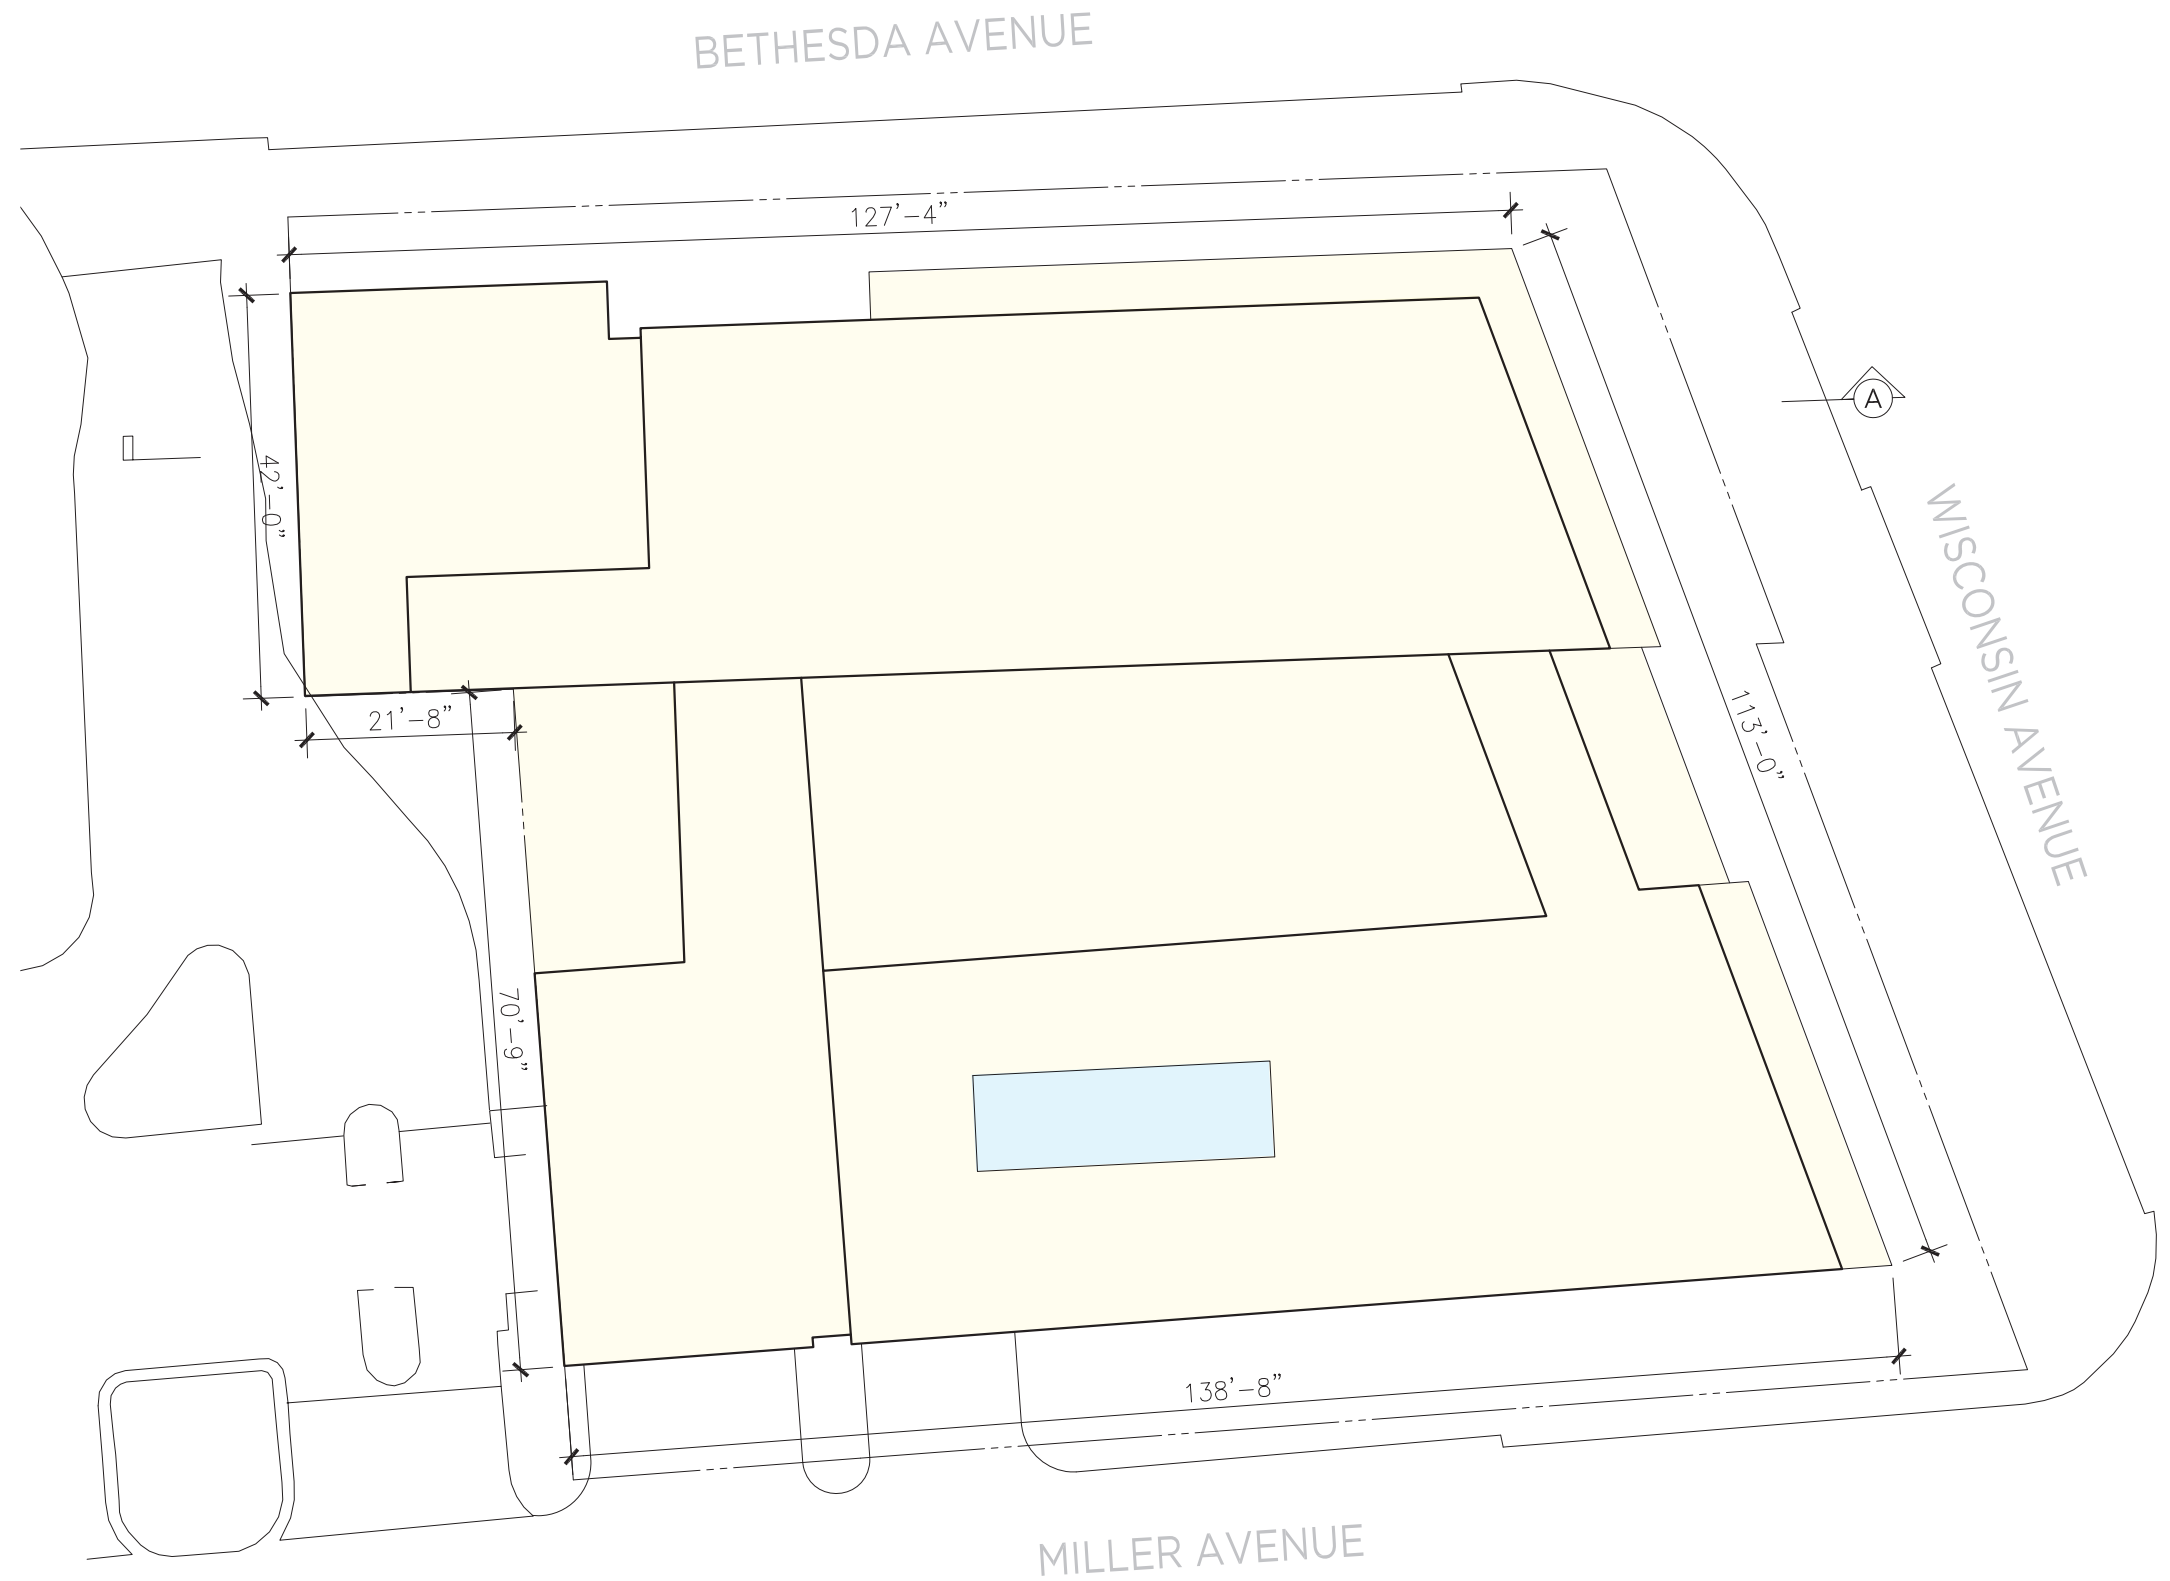 BETHESDA AVENUE
127'-4"
A
42'-0"
WISCONSIN AVENUE
21'-8"
113'-0"
70'-9"
138'-8"
MILLER AVENUE